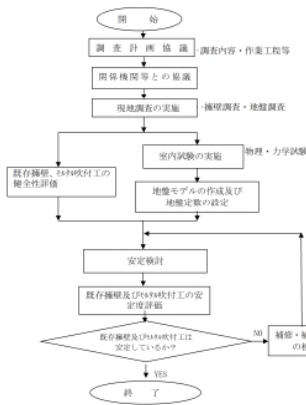 開 始
調 査 計 画 協 議
調査内容・作業工程等
関係機関等との協議
現地調査の実施
擁壁調査・地盤調査
室内試験の実施
物理・力学試験
既存擁壁、モルタル吹付工の
健全性評価
地盤モデルの作成及び
地盤定数の設定
安定検討
既存擁壁及びモルタル吹付工の安
定度評価
既存擁壁及びモルタル吹付工は
安定しているか?
NO
補修・補
の検
YES
終 了